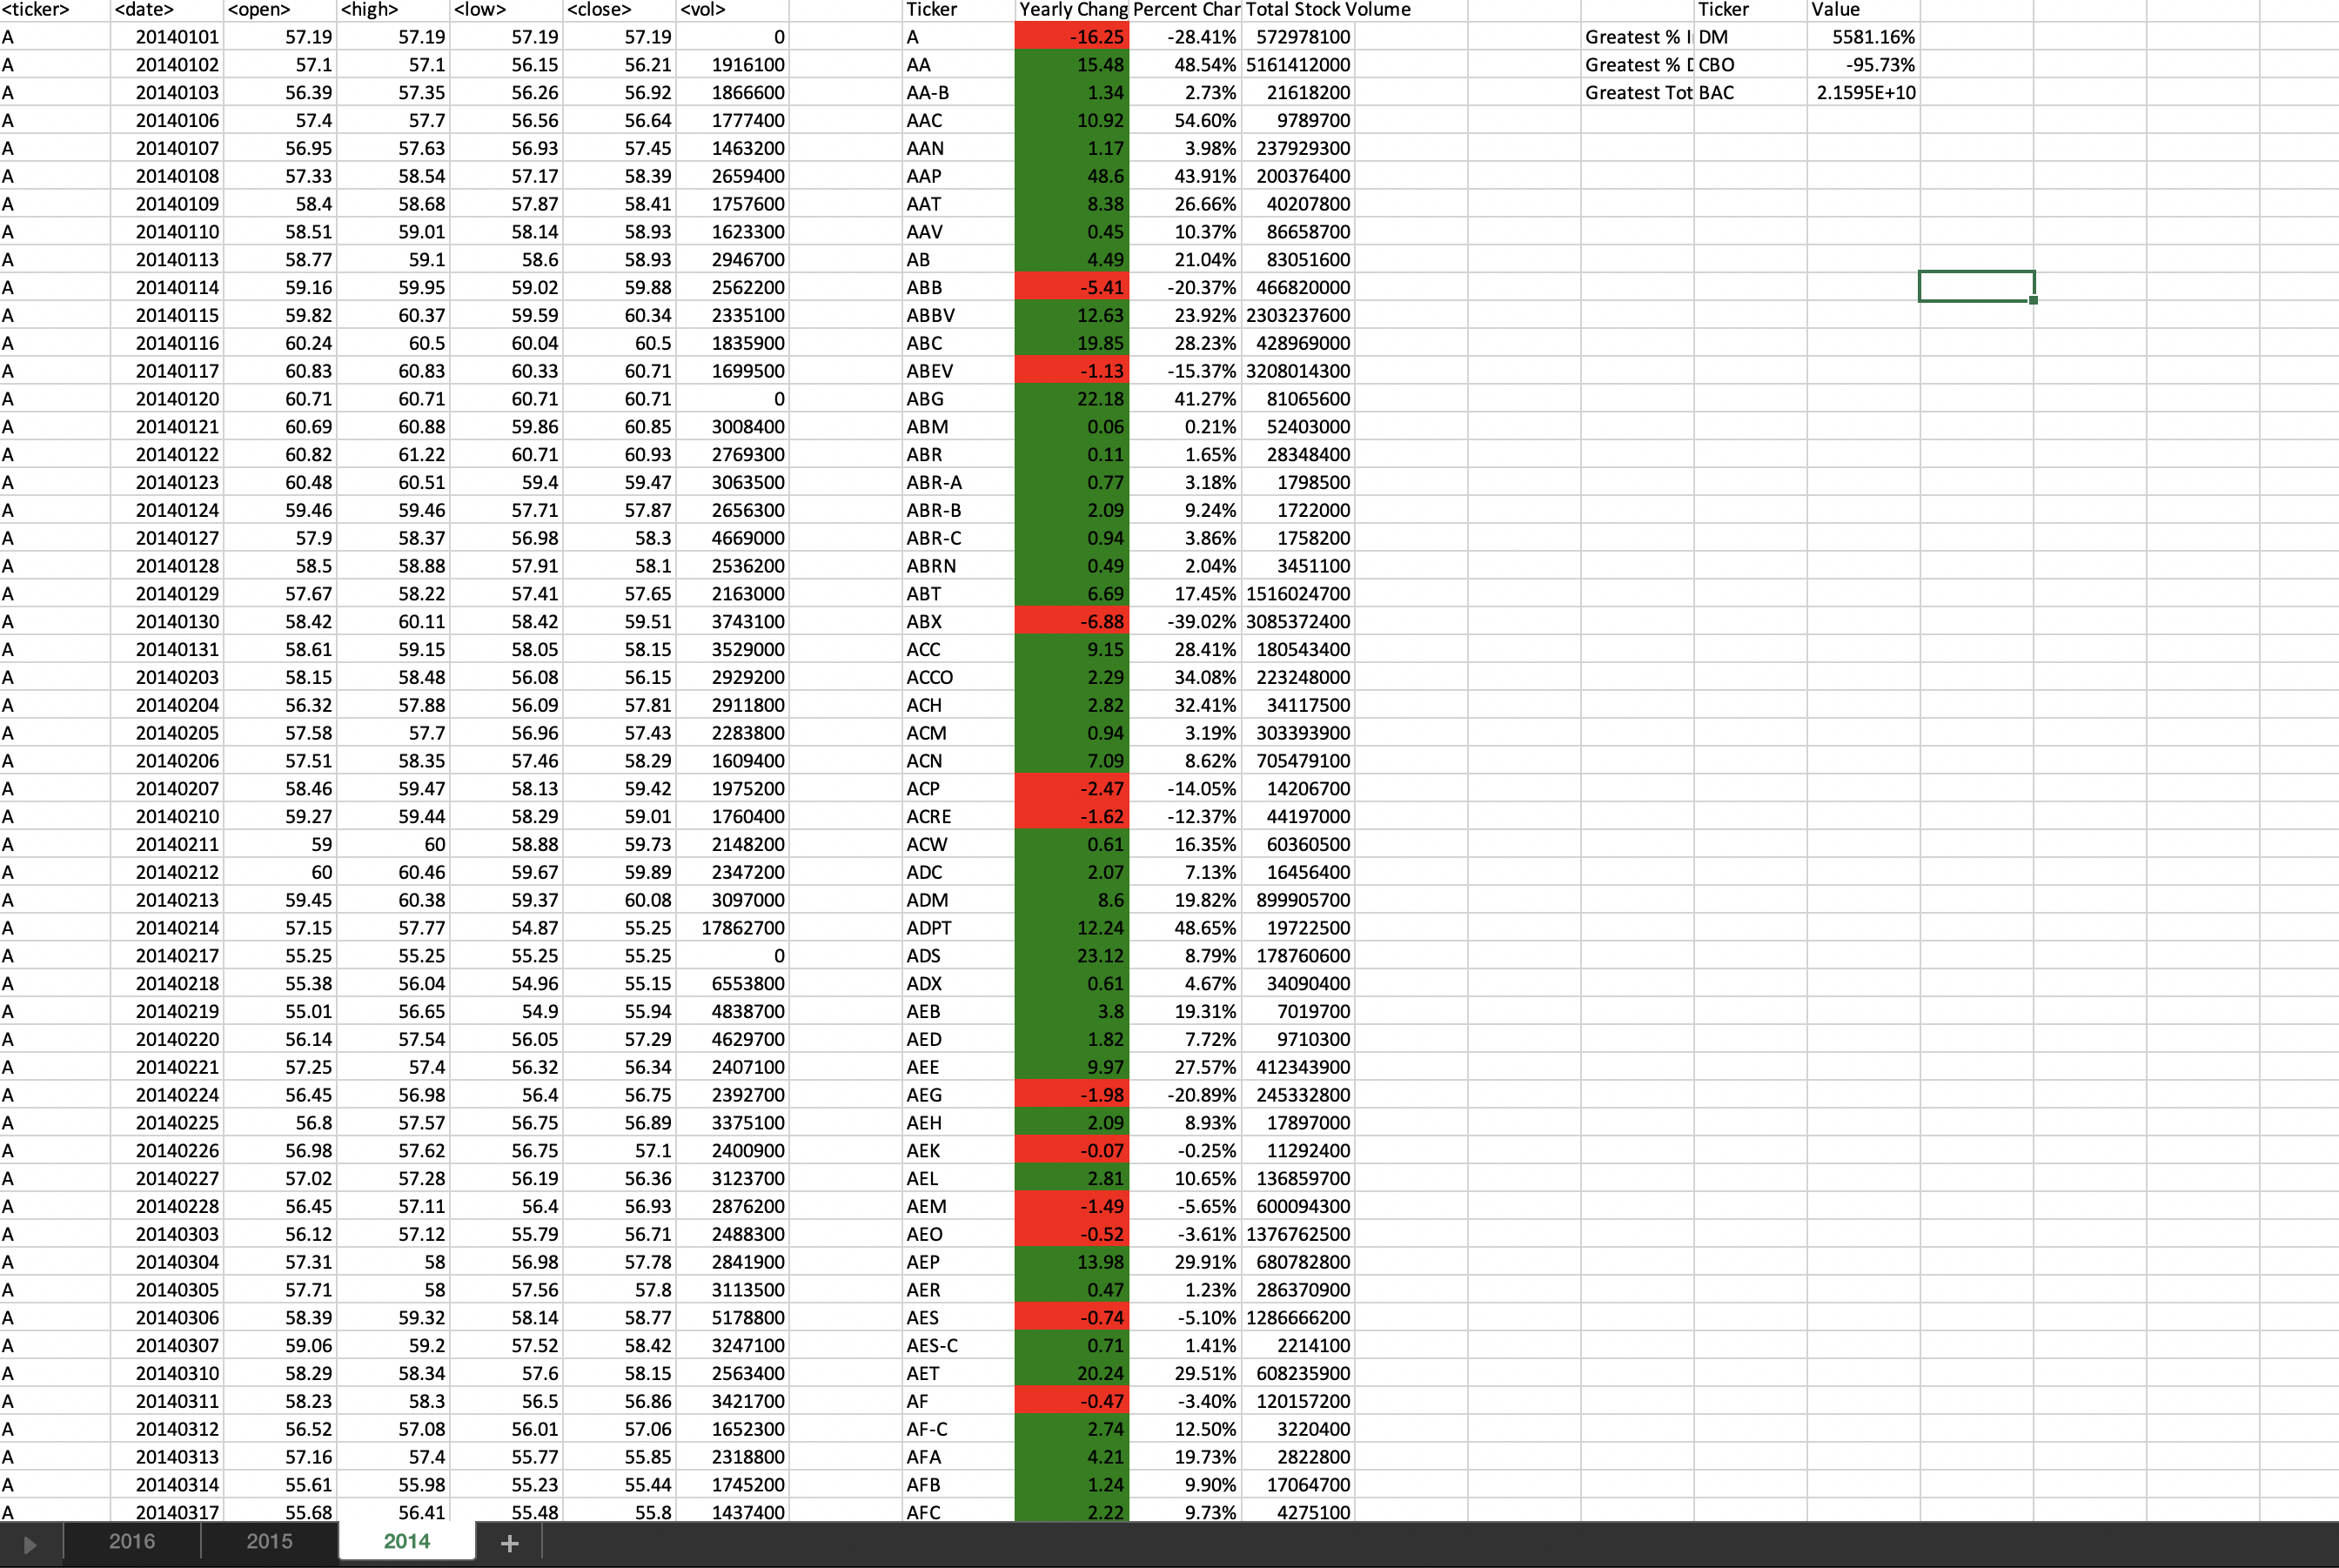 <ticker> <date> <open> <high> <low> <close> <vol> Ticker Yearly Chang Percent Char Total Stock Volume Ticker Value
A 20140101 57.19 57.19 57.19 57.19 0 A -16.25 -28.41% 572978100 Greatest % I DM 5581.16%
A 20140102 57.1 57.1 56.15 56.21 1916100 AA 15.48 48.54% 5161412000 Greatest % D CBO -95.73%
A 20140103 56.39 57.35 56.26 56.92 1866600 AA-B 1.34 2.73% 21618200 Greatest Tot BAC 2.1595E+10
A 20140106 57.4 57.7 56.56 56.64 1777400 AAC 10.92 54.60% 9789700
A 20140107 56.95 57.63 56.93 57.45 1463200 AAN 1.17 3.98% 237929300
A 20140108 57.33 58.54 57.17 58.39 2659400 AAP 48.6 43.91% 200376400
A 20140109 58.4 58.68 57.87 58.41 1757600 AAT 8.38 26.66% 40207800
A 20140110 58.51 59.01 58.14 58.93 1623300 AAV 0.45 10.37% 86658700
A 20140113 58.77 59.1 58.6 58.93 2946700 AB 4.49 21.04% 83051600
A 20140114 59.16 59.95 59.02 59.88 2562200 ABB -5.41 -20.37% 466820000
A 20140115 59.82 60.37 59.59 60.34 2335100 ABBV 12.63 23.92% 2303237600
A 20140116 60.24 60.5 60.04 60.5 1835900 ABC 19.85 28.23% 428969000
A 20140117 60.83 60.83 60.33 60.71 1699500 ABEV -1.13 -15.37% 3208014300
A 20140120 60.71 60.71 60.71 60.71 0 ABG 22.18 41.27% 81065600
A 20140121 60.69 60.88 59.86 60.85 3008400 ABM 0.06 0.21% 52403000
A 20140122 60.82 61.22 60.71 60.93 2769300 ABR 0.11 1.65% 28348400
A 20140123 60.48 60.51 59.4 59.47 3063500 ABR-A 0.77 3.18% 1798500
A 20140124 59.46 59.46 57.71 57.87 2656300 ABR-B 2.09 9.24% 1722000
A 20140127 57.9 58.37 56.98 58.3 4669000 ABR-C 0.94 3.86% 1758200
A 20140128 58.5 58.88 57.91 58.1 2536200 ABRN 0.49 2.04% 3451100
A 20140129 57.67 58.22 57.41 57.65 2163000 ABT 6.69 17.45% 1516024700
A 20140130 58.42 60.11 58.42 59.51 3743100 ABX -6.88 -39.02% 3085372400
A 20140131 58.61 59.15 58.05 58.15 3529000 ACC 9.15 28.41% 180543400
A 20140203 58.15 58.48 56.08 56.15 2929200 ACCO 2.29 34.08% 223248000
A 20140204 56.32 57.88 56.09 57.81 2911800 ACH 2.82 32.41% 34117500
A 20140205 57.58 57.7 56.96 57.43 2283800 ACM 0.94 3.19% 303393900
A 20140206 57.51 58.35 57.46 58.29 1609400 ACN 7.09 8.62% 705479100
A 20140207 58.46 59.47 58.13 59.42 1975200 ACP -2.47 -14.05% 14206700
A 20140210 59.27 59.44 58.29 59.01 1760400 ACRE -1.62 -12.37% 44197000
A 20140211 59 60 58.88 59.73 2148200 ACW 0.61 16.35% 60360500
A 20140212 60 60.46 59.67 59.89 2347200 ADC 2.07 7.13% 16456400
A 20140213 59.45 60.38 59.37 60.08 3097000 ADM 8.6 19.82% 899905700
A 20140214 57.15 57.77 54.87 55.25 17862700 ADPT 12.24 48.65% 19722500
A 20140217 55.25 55.25 55.25 55.25 0 ADS 23.12 8.79% 178760600
A 20140218 55.38 56.04 54.96 55.15 6553800 ADX 0.61 4.67% 34090400
A 20140219 55.01 56.65 54.9 55.94 4838700 AEB 3.8 19.31% 7019700
A 20140220 56.14 57.54 56.05 57.29 4629700 AED 1.82 7.72% 9710300
A 20140221 57.25 57.4 56.32 56.34 2407100 AEE 9.97 27.57% 412343900
A 20140224 56.45 56.98 56.4 56.75 2392700 AEG -1.98 -20.89% 245332800
A 20140225 56.8 57.57 56.75 56.89 3375100 AEH 2.09 8.93% 17897000
A 20140226 56.98 57.62 56.75 57.1 2400900 AEK -0.07 -0.25% 11292400
A 20140227 57.02 57.28 56.19 56.36 3123700 AEL 2.81 10.65% 136859700
A 20140228 56.45 57.11 56.4 56.93 2876200 AEM -1.49 -5.65% 600094300
A 20140303 56.12 57.12 55.79 56.71 2488300 AEO -0.52 -3.61% 1376762500
A 20140304 57.31 58 56.98 57.78 2841900 AEP 13.98 29.91% 680782800
A 20140305 57.71 58 57.56 57.8 3113500 AER 0.47 1.23% 286370900
A 20140306 58.39 59.32 58.14 58.77 5178800 AES -0.74 -5.10% 1286666200
A 20140307 59.06 59.2 57.52 58.42 3247100 AES-C 0.71 1.41% 2214100
A 20140310 58.29 58.34 57.6 58.15 2563400 AET 20.24 29.51% 608235900
A 20140311 58.23 58.3 56.5 56.86 3421700 AF -0.47 -3.40% 120157200
A 20140312 56.52 57.08 56.01 57.06 1652300 AF-C 2.74 12.50% 3220400
A 20140313 57.16 57.4 55.77 55.85 2318800 AFA 4.21 19.73% 2822800
A 20140314 55.61 55.98 55.23 55.44 1745200 AFB 1.24 9.90% 17064700
A 20140317 55.68 56.41 55.48 55.8 1437400 AFC 2.22 9.73% 4275100
2016 2015 2014 +